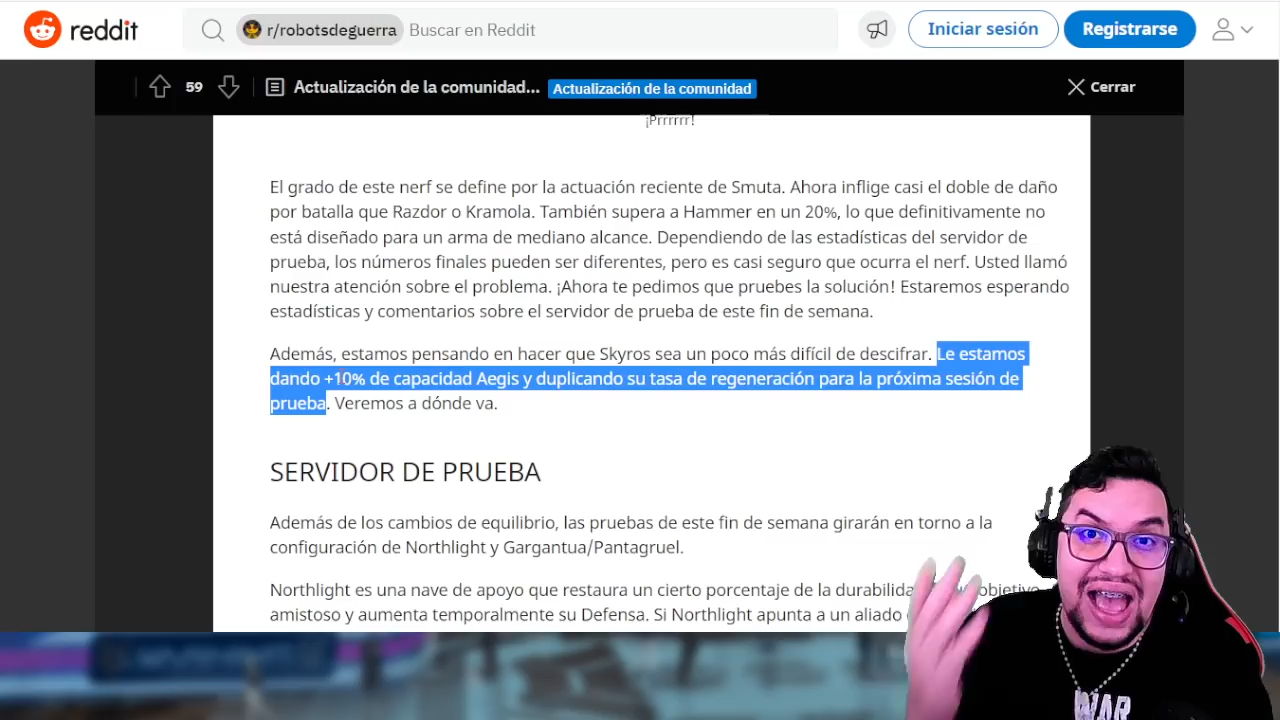 reddit
r/robotsdeguerra Buscar en Reddit
Iniciar sesión
Registrarse
59
Actualización de la comunidad...
Actualización de la comunidad
Cerrar
¡Prrrrrr!
El grado de este nerf se define por la actuación reciente de Smuta. Ahora inflige casi el doble de daño
por batalla que Razdor o Kramola. También supera a Hammer en un 20%, lo que definitivamente no
está diseñado para un arma de mediano alcance. Dependiendo de las estadísticas del servidor de
prueba, los números finales pueden ser diferentes, pero es casi seguro que ocurra el nerf. Usted llamó
nuestra atención sobre el problema. ¡Ahora te pedimos que pruebes la solución! Estaremos esperando
estadísticas y comentarios sobre el servidor de prueba de este fin de semana.
Además, estamos pensando en hacer que Skyros sea un poco más difícil de descifrar. Le estamos
dando +10% de capacidad Aegis y duplicando su tasa de regeneración para la próxima sesión de
prueba. Veremos a dónde va.
SERVIDOR DE PRUEBA
Además de los cambios de equilibrio, las pruebas de este fin de semana girarán en torno a la
configuración de Northlight y Gargantua/Pantagruel.
Northlight es una nave de apoyo que restaura un cierto porcentaje de la durabilida objetivo
amistoso y aumenta temporalmente su Defensa. Si Northlight apunta a un aliado